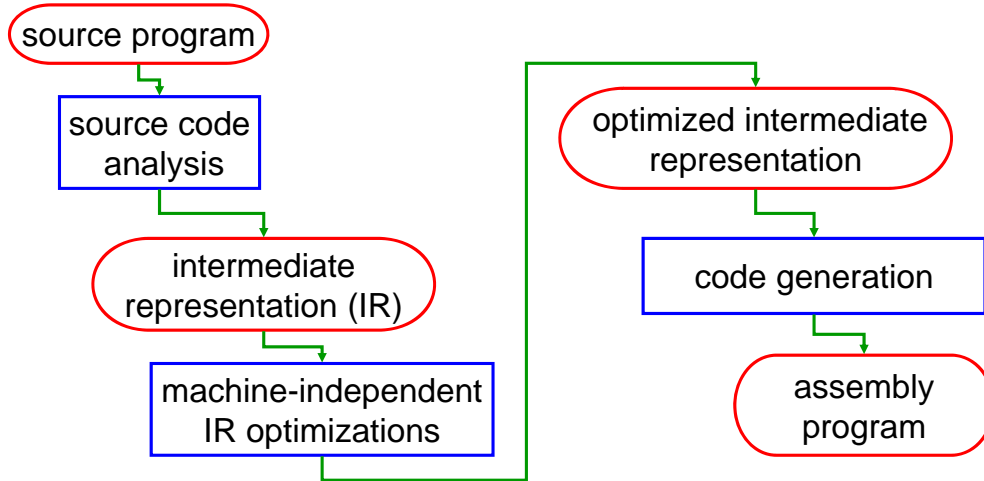 source program
source code
analysis
intermediate
representation (IR)
machine-independent
IR optimizations
optimized intermediate
representation
code generation
assembly
program